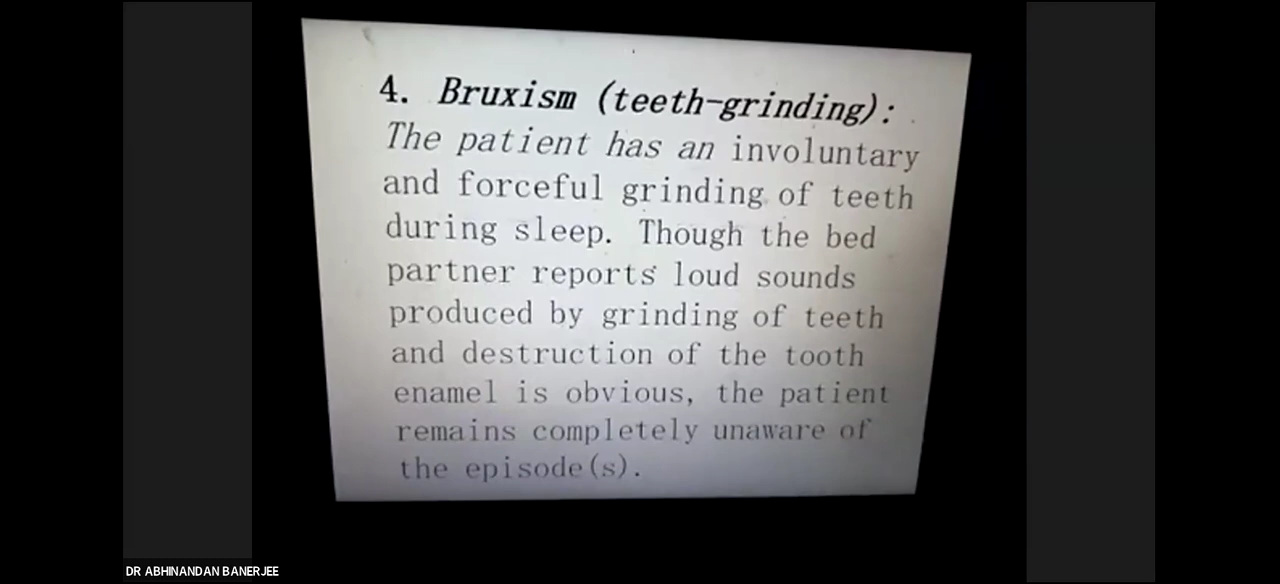 4. Bruxism (teeth-grinding):
The patient has an involuntary
and forceful grinding of teeth
during sleep. Though the bed
partner reports loud sounds
produced by grinding of teeth
and destruction of the tooth
enamel is obvious, the patient
remains completely unaware of
the episode(s).
DR ABHINANDAN BANERJEE